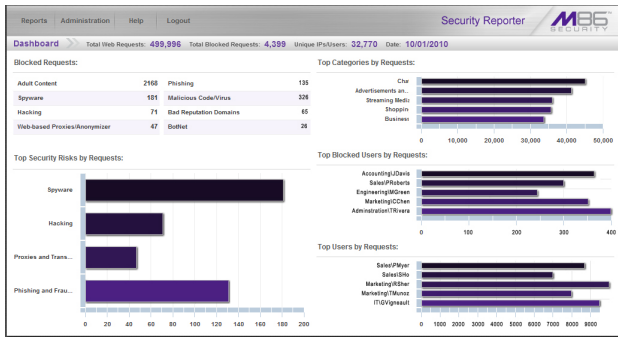 Reports Administration Help Logout
Security Reporter
M86 SECURITY
Dashboard Total Web Requests: 499,996 Total Blocked Requests: 4,399 Unique IPs/Users: 32,770 Date: 10/01/2010
Blocked Requests:
Adult Content 2168 Phishing 135
Spyware 181 Malicious Code/Virus 326
Hacking 71 Bad Reputation Domains 65
Web-based Proxies/Anonymizer 47 BotNet 26
Top Security Risks by Requests:
Spyware
Hacking
Proxies and Trans...
Phishing and Frau...
0 20 40 60 80 100 120 140 160 180 200
Top Categories by Requests:
Advertisements an...
Streaming Media
Shoppin
Business
0 10,000 20,000 30,000 40,000 50,000
Top Blocked Users by Requests:
Accounting\JDavis
Sales\PRoberts
Engineering\MGreen
Marketing\CChen
Adminstration\TRivera
0 100 200 300 400
Top Users by Requests:
Sales\PMyer
Sales\SHo
Marketing\RSher
Marketing\TMunoz
IT\GVigneault
0 1000 2000 3000 4000 5000 6000 7000 8000 9000